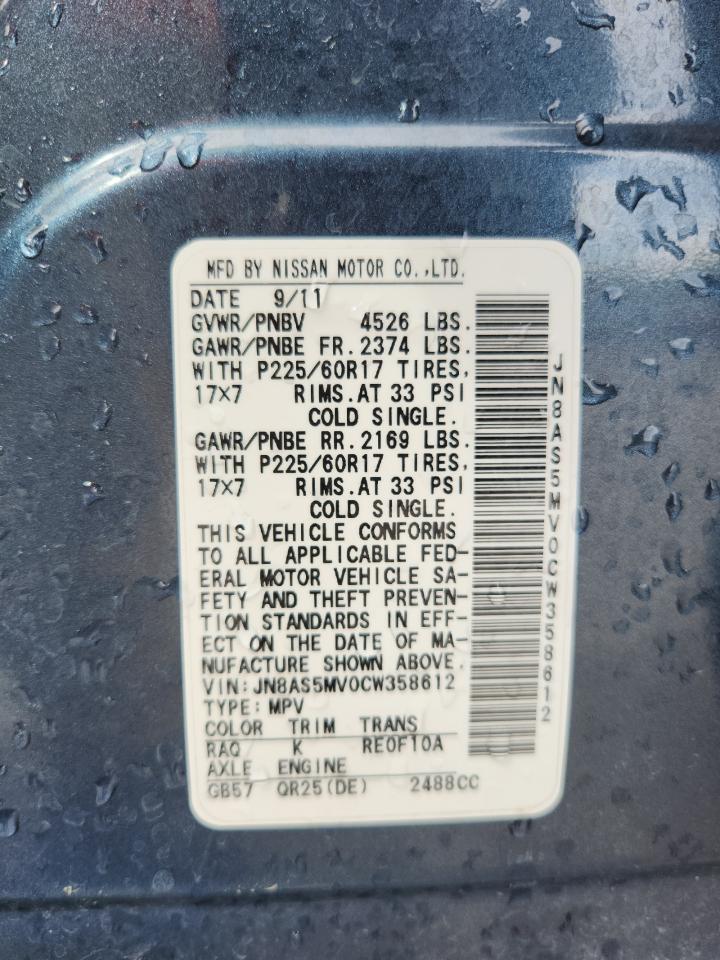 MFD BY NISSAN MOTOR CO.,LTD.
DATE 9/11
GVWR/PNBV 4526 LBS.
GAWR/PNBE FR.2374 LBS.
WITH P225/60R17 TIRES,
17×7 RIMS.AT 33 PSI
COLD SINGLE.
GAWR/PNBE RR.2169 LBS.
WITH P225/60R17 TIRES,
17×7 RIMS.AT 33 PSI
COLD SINGLE.
THIS VEHICLE CONFORMS
TO ALL APPLICABLE FED-
ERAL MOTOR VEHICLE SA-
FETY AND THEFT PREVEN-
TION STANDARDS IN EFF-
ECT ON THE DATE OF MA-
NUFACTURE SHOWN ABOVE.
VIN:JN8AS5MV0CW358612
TYPE:MPV
COLOR TRIM TRANS
RAQ K RE0F10A
AXLE ENGINE
GB57 QR25(DE) 2488CC
JN8AS5MV0CW358612